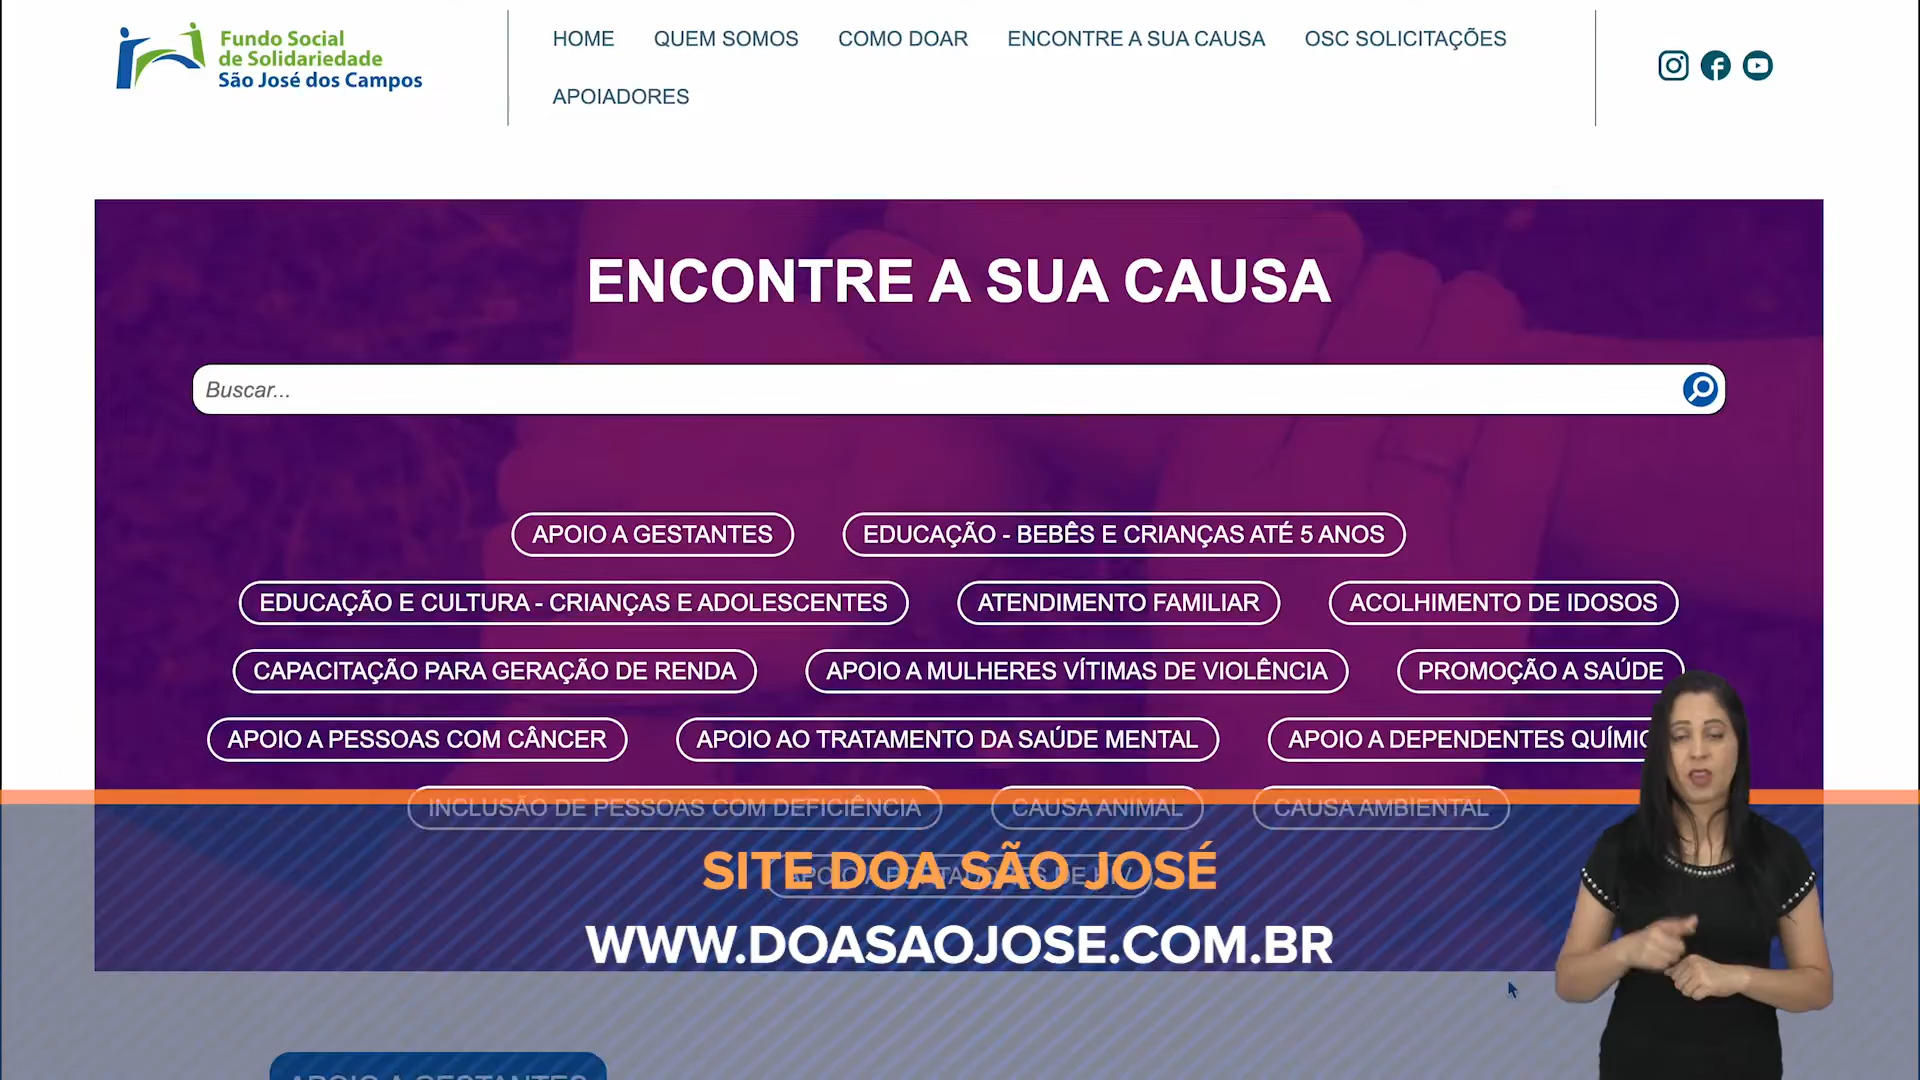 Fundo Social
de Solidariedade
São José dos Campos
HOME QUEM SOMOS COMO DOAR ENCONTRE A SUA CAUSA OSC SOLICITAÇÕES
APOIADORES
ENCONTRE A SUA CAUSA
Buscar...
APOIO A GESTANTES EDUCAÇÃO - BEBÊS E CRIANÇAS ATÉ 5 ANOS
EDUCAÇÃO E CULTURA - CRIANÇAS E ADOLESCENTES ATENDIMENTO FAMILIAR ACOLHIMENTO DE IDOSOS
CAPACITAÇÃO PARA GERAÇÃO DE RENDA APOIO A MULHERES VÍTIMAS DE VIOLÊNCIA PROMOÇÃO A SAÚDE
APOIO A PESSOAS COM CÂNCER APOIO AO TRATAMENTO DA SAÚDE MENTAL APOIO A DEPENDENTES
INCLUSÃO DE PESSOAS COM DEFICIÊNCIA CAUSA ANIMAL CAUSA AMBIENTAL
SITE DOA SÃO JOSÉ
WWW.DOASAOJOSE.COM.BR
APOIO A GESTANTES